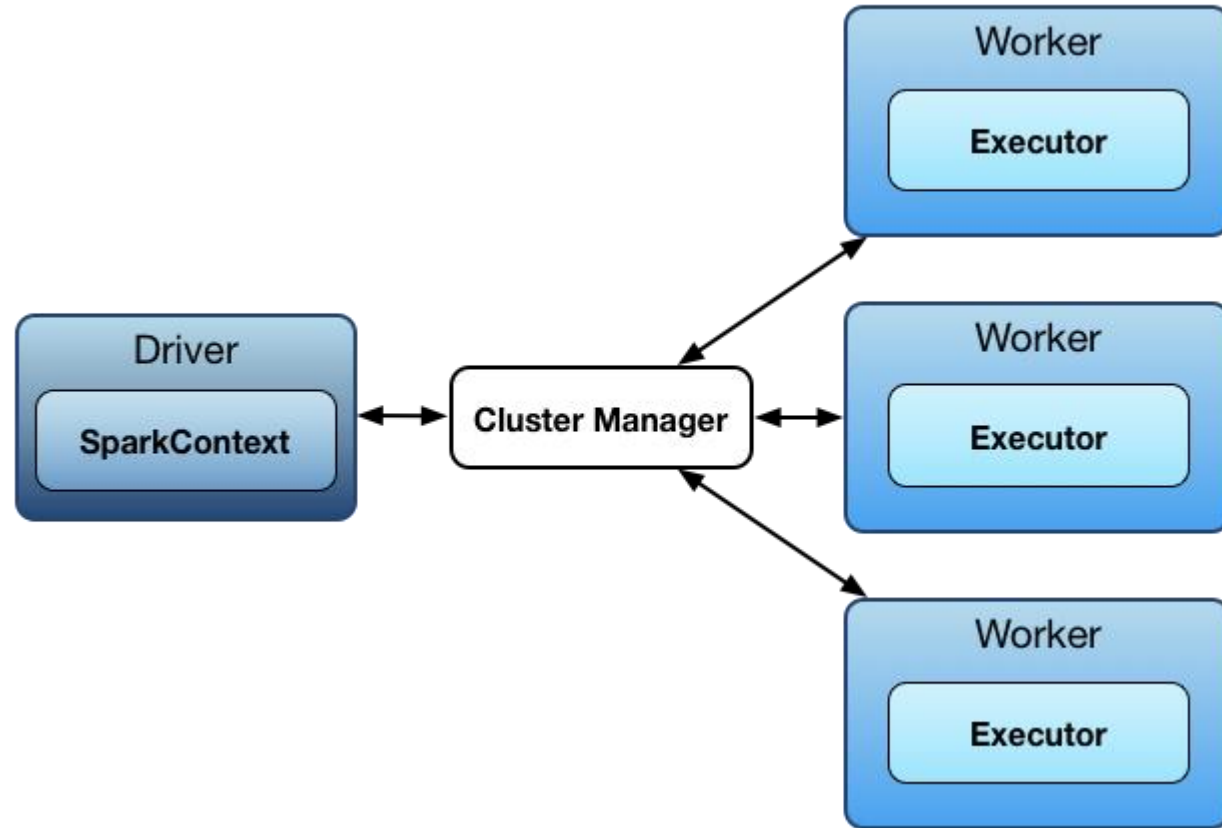 Driver
SparkContext
Cluster Manager
Worker
Executor
Worker
Executor
Worker
Executor